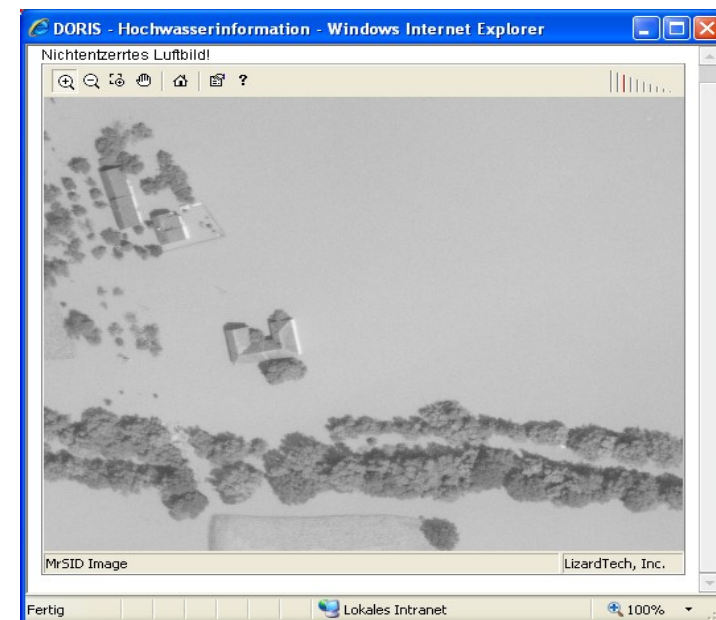 DORIS - Hochwasserinformation - Windows Internet Explorer
Nichtentzerrtes Luftbild!
?
MrSID Image
LizardTech, Inc.
Fertig
Lokales Intranet
100%